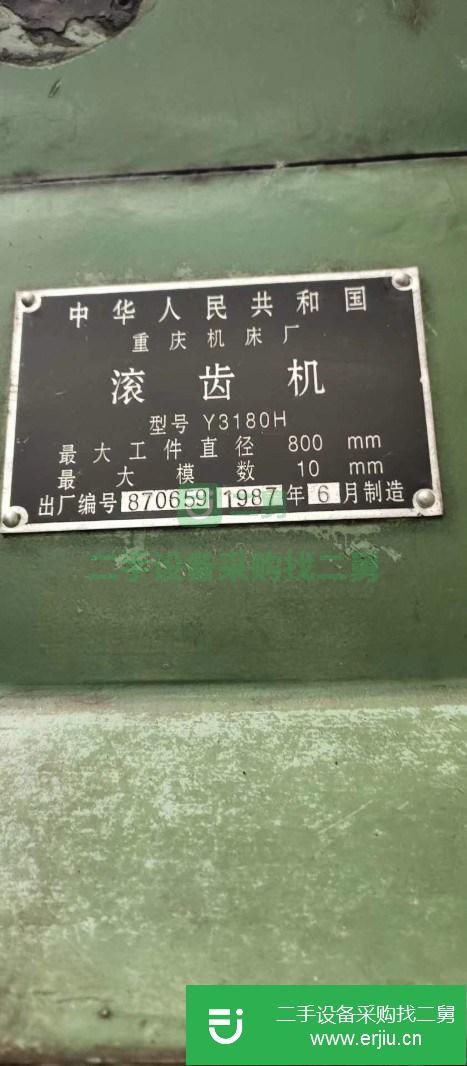 中华人民共和国
重庆机床厂
滚齿机
型号 Y3180H
最大工件直径 800 mm
最大模数 10 mm
出厂编号 870659 1987 年 6 月制造
二手设备采购找二舅
二手设备采购找二舅
www.erjiu.cn